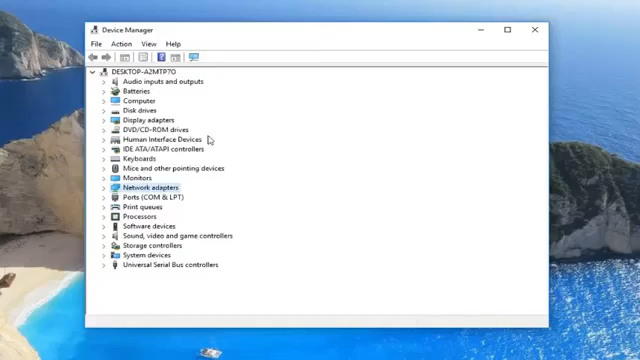 Device Manager
File Action View Help
DESKTOP-A2MTP70
Audio inputs and outputs
Batteries
Computer
Disk drives
Display adapters
DVD/CD-ROM drives
Human Interface Devices
IDE ATA/ATAPI controllers
Keyboards
Mice and other pointing devices
Monitors
Network adapters
Ports (COM & LPT)
Print queues
Processors
Software devices
Sound, video and game controllers
Storage controllers
System devices
Universal Serial Bus controllers